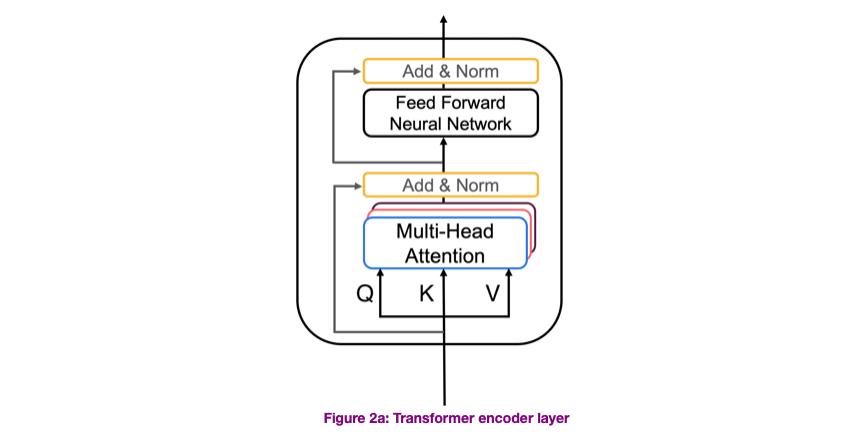 Add & Norm
Feed Forward
Neural Network
Add & Norm
Multi-Head
Attention
Q K V
Figure 2a: Transformer encoder layer